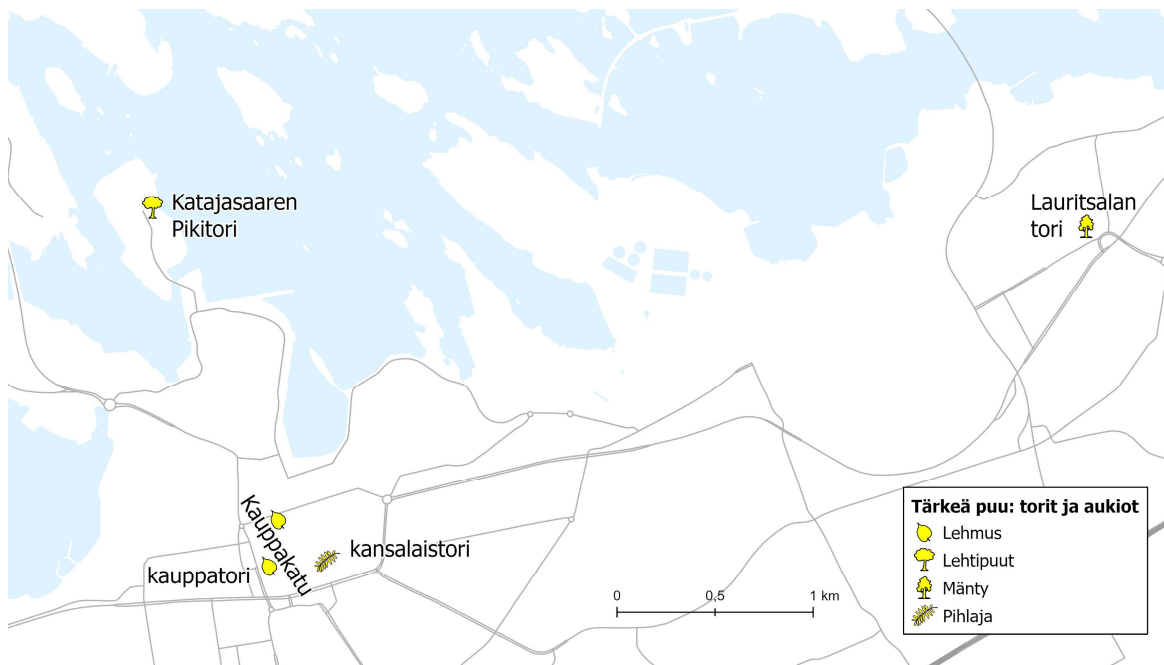 Katajasaaren
Pikitori
Lauritsalan
tori
Kauppakatu
kansalaistori
kauppatori
0
0,5
1 km
Tärkeä puu: torit ja aukiot
Lehmus
Lehtipuut
Mänty
Pihlaja